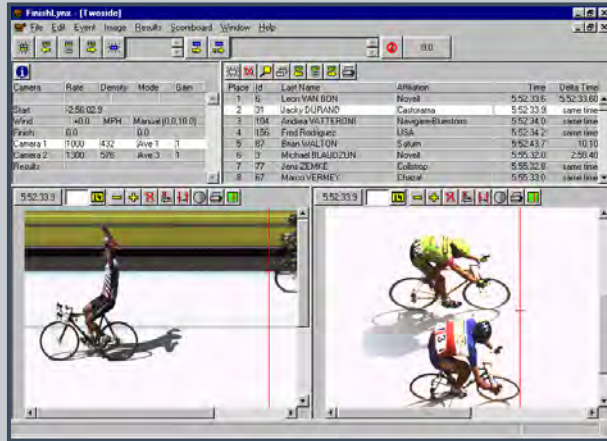 FinishLynx - [Twoside]
File Edit Event Image Results Scoreboard Window Help
0.0
Camera Rate Density Mode Gain
Start -2:56:02.9
Wind +0.0 MPH Manual (0.0,10.0)
Finish 0.0 0.0
Camera 1 1000 432 Ave 1 1
Camera 2 1300 576 Ave 3 1
Results
Place Id Last Name Affiliation Time Delta Time
1 6 Leon VAN BON Novell 5:52:33.6 5:52:33.60
2 31 Jacky DURAND Castorama 5:52:33.9 same time
3 104 Andrea VATTERONI 5:52:34.0 same time
4 156 Fred Rodriguez USA 5:52:34.2 same time
5 87 Brian WALTON Saturn 5:52:43.7 10.10
6 3 Michael BLAUDZUN Novell 5:55:32.0 2:50.40
7 77 Jens ZEMKE Collstrop 5:55:32.8 same time
8 67 Marco VERMEY Chazal 5:55:33.0 same time
5:52:33.9
5:52:33.9
13